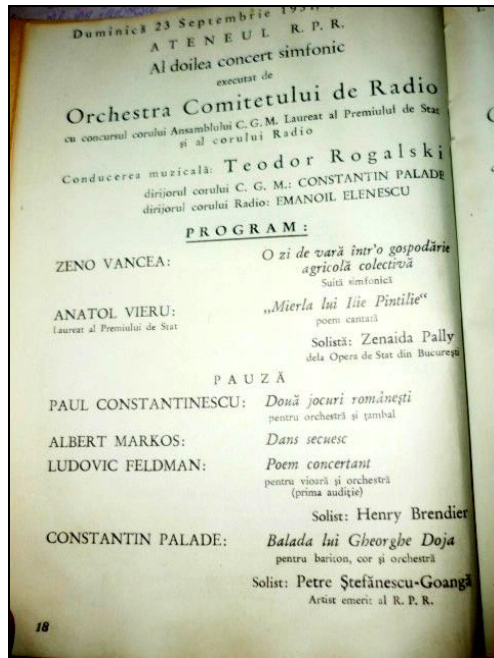 Duminică 23 Septembrie 1951,
ATENEUL R.P.R.
Al doilea concert simfonic
executat de
Orchestra Comitetului de Radio
cu concursul corului Ansamblului C. G. M. Laureat al Premiului de Stat
și al corului Radio
Conducerea muzicală: Teodor Rogalski
dirijorul corului C. G. M.: CONSTANTIN PALADE
dirijorul corului Radio: EMANOIL ELENESCU
PROGRAM:
ZENO VANCEA: O zi de vară într'o gospodărie
agricolă colectivă
Suită simfonică
ANATOL VIERU: „Mierla lui Ilie Pintilie“
Laureat al Premiului de Stat poem cantată
Solistă: Zenaida Pally
dela Opera de Stat din București
PAUZĂ
PAUL CONSTANTINESCU: Două jocuri românești
pentru orchestră și țambal
ALBERT MARKOS: Dans secuesc
LUDOVIC FELDMAN: Poem concertant
pentru vioară și orchestră
(prima audiție)
Solist: Henry Brendler
CONSTANTIN PALADE: Balada lui Gheorghe Doja
pentru bariton, cor și orchestră
Solist: Petre Ștefănescu-Goangă
Artist emerit al R. P. R.
18